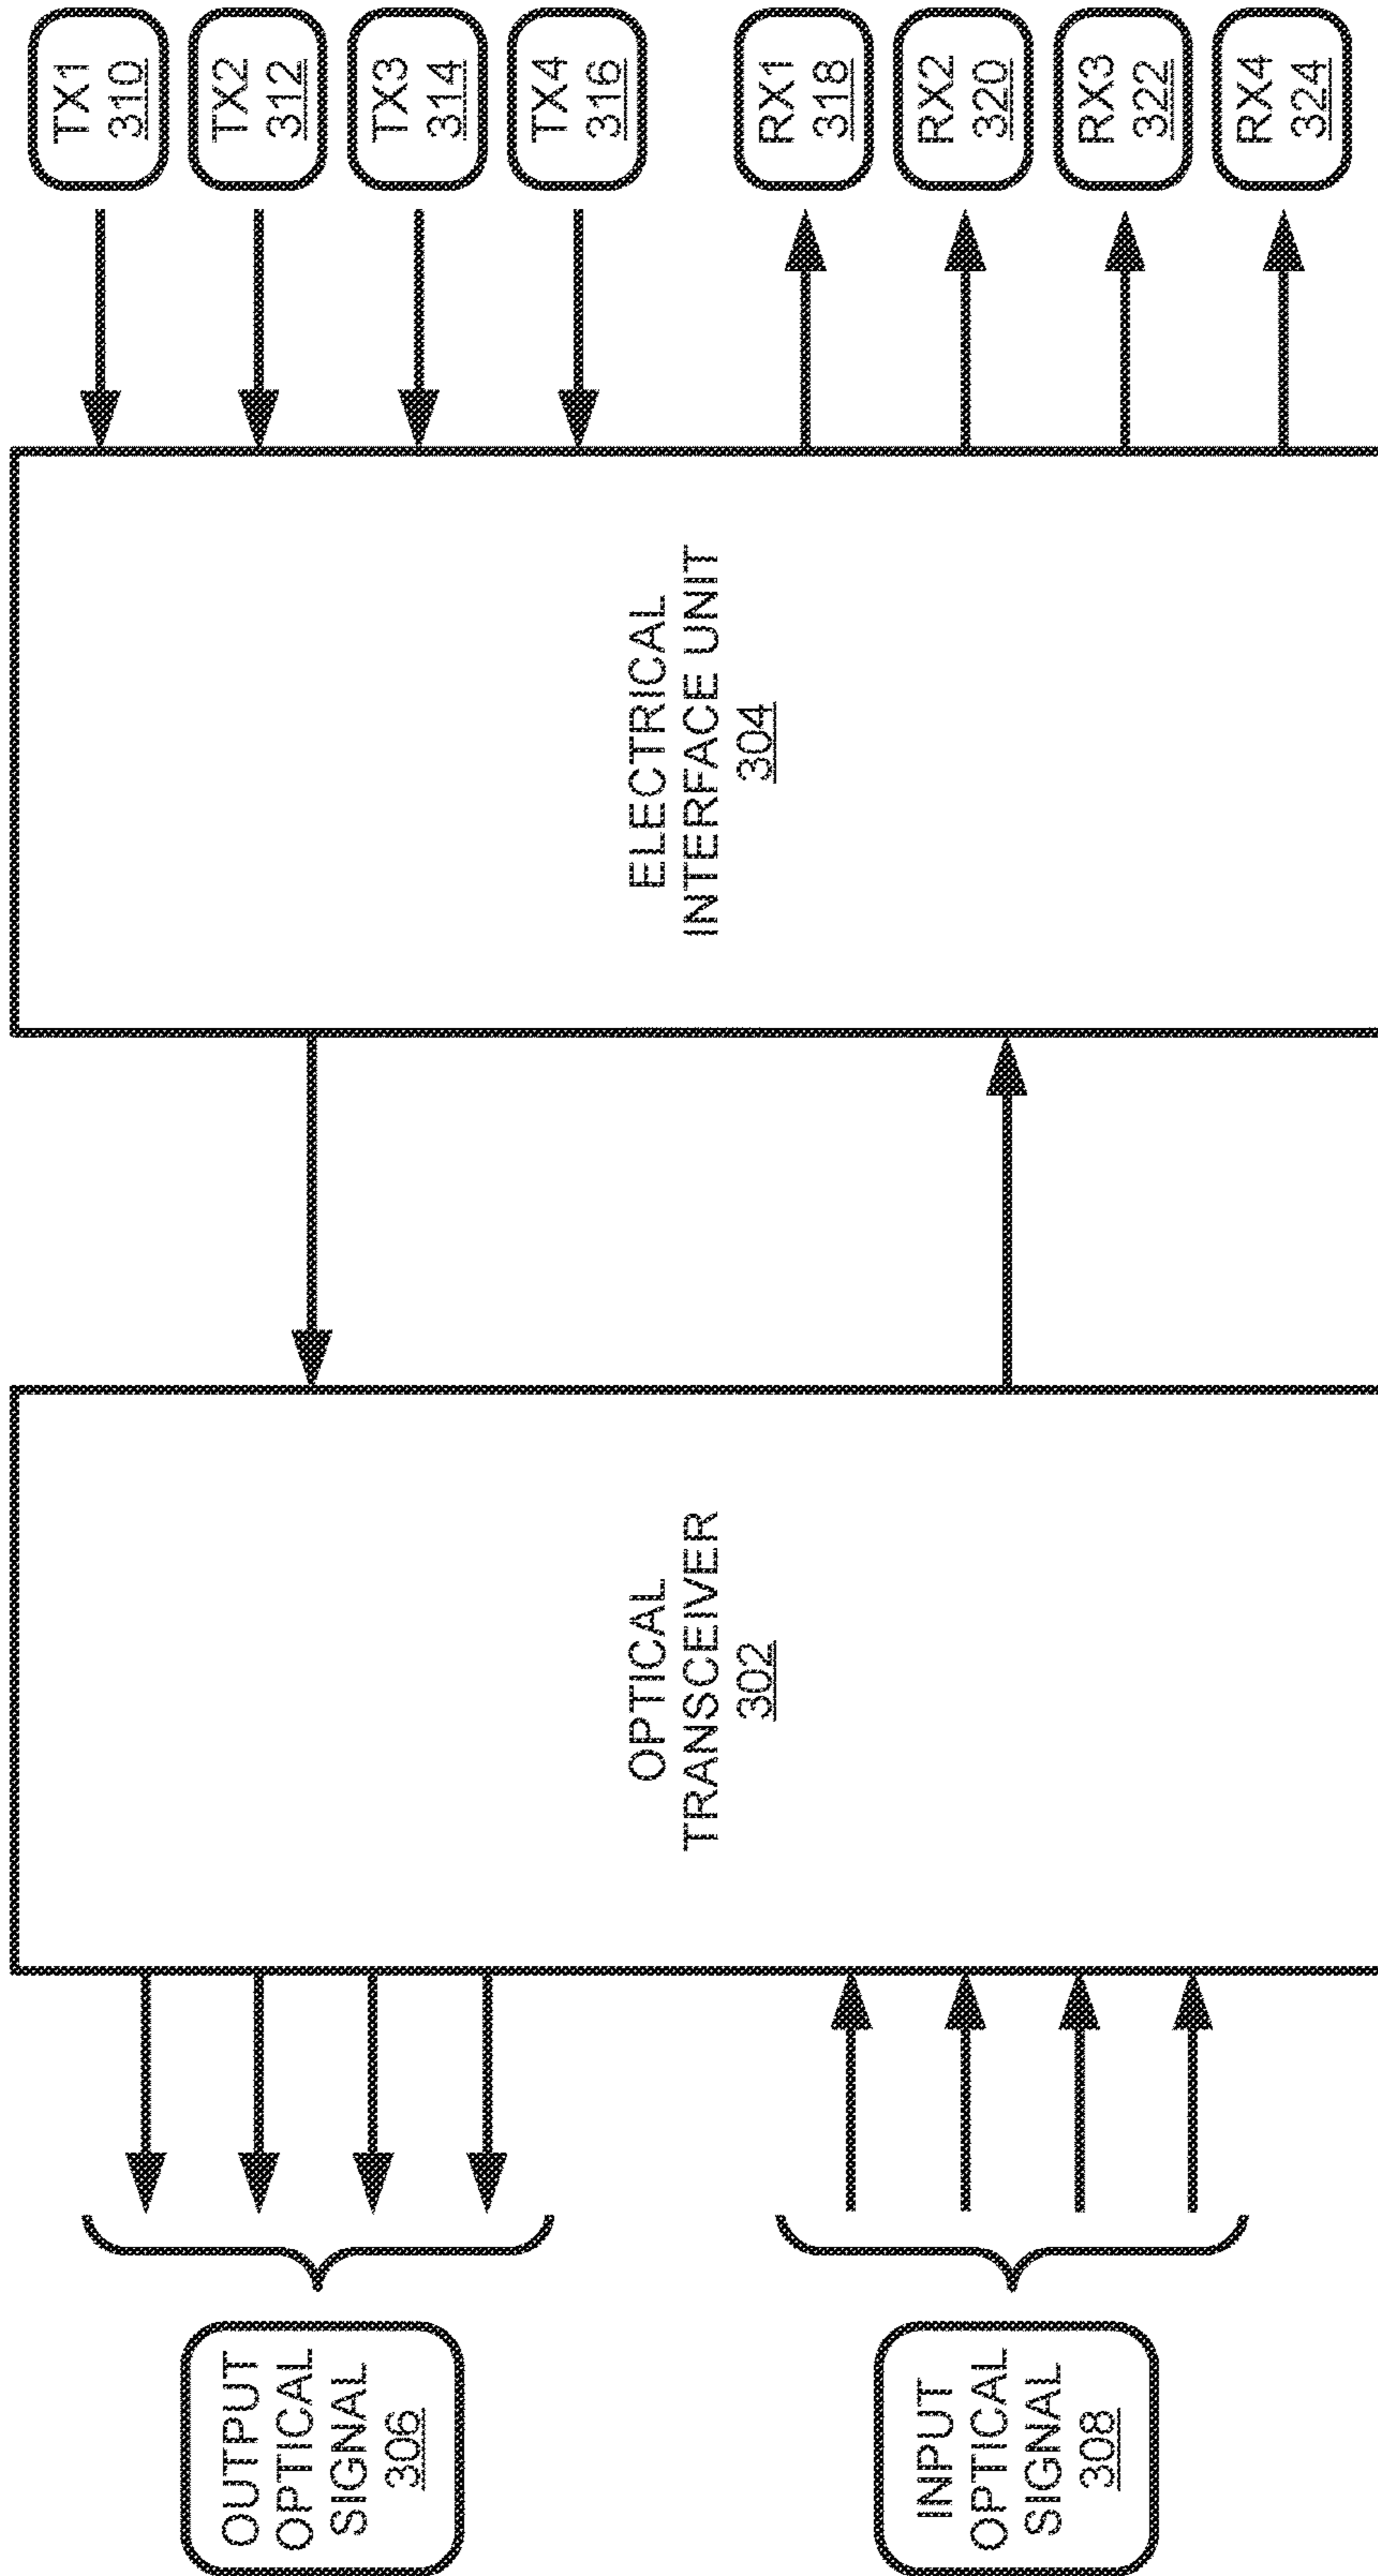 OUTPUT
OPTICAL
SIGNAL
306
INPUT
OPTICAL
SIGNAL
308
OPTICAL
TRANSCEIVER
302
ELECTRICAL
INTERFACE UNIT
304
TX1
310
TX2
312
TX3
314
TX4
316
RX1
318
RX2
320
RX3
322
RX4
324